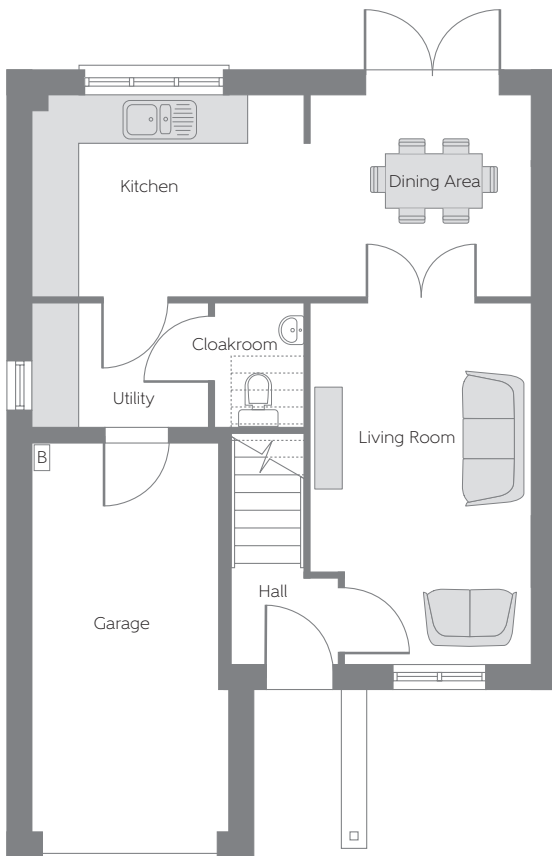 Kitchen
Dining Area
Cloakroom
Utility
Living Room
B
Hall
Garage